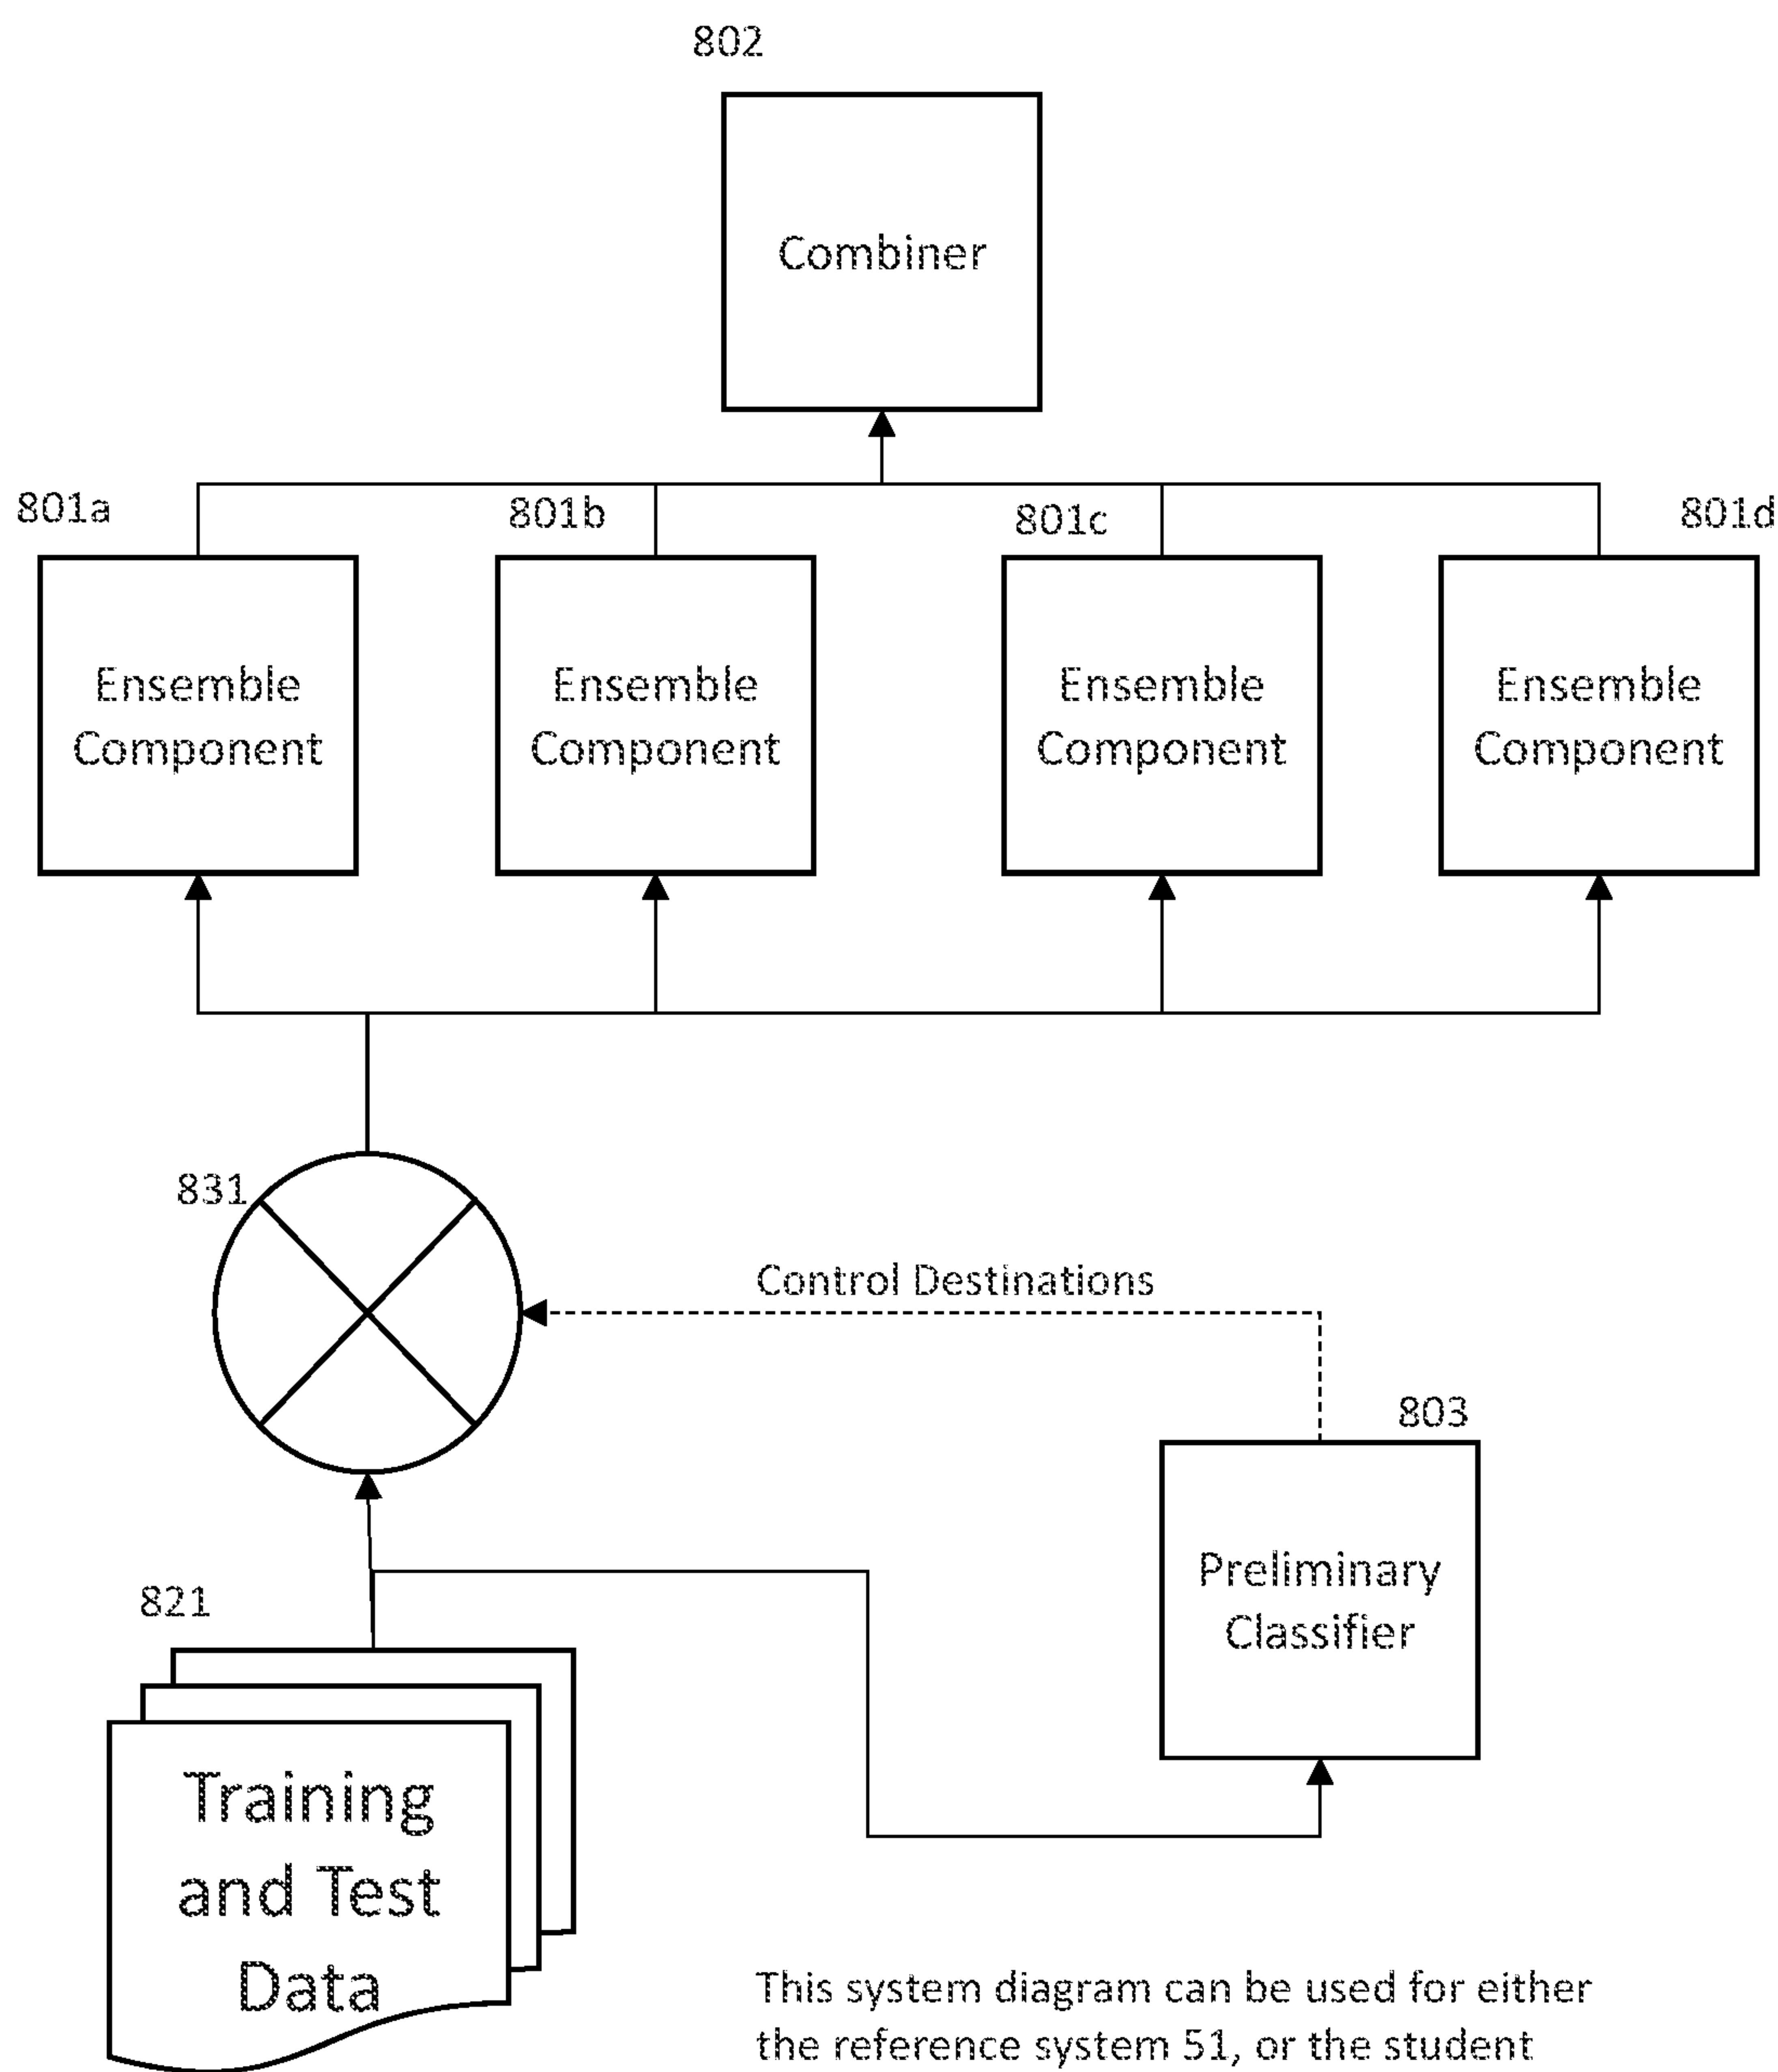 802
Combiner
801a
801b
801c
801d
Ensemble
Component
Ensemble
Component
Ensemble
Component
Ensemble
Component
831
Control Destinations
803
Preliminary
Classifier
821
Training
and Test
Data
This system diagram can be used for either
the reference system 51, or the student